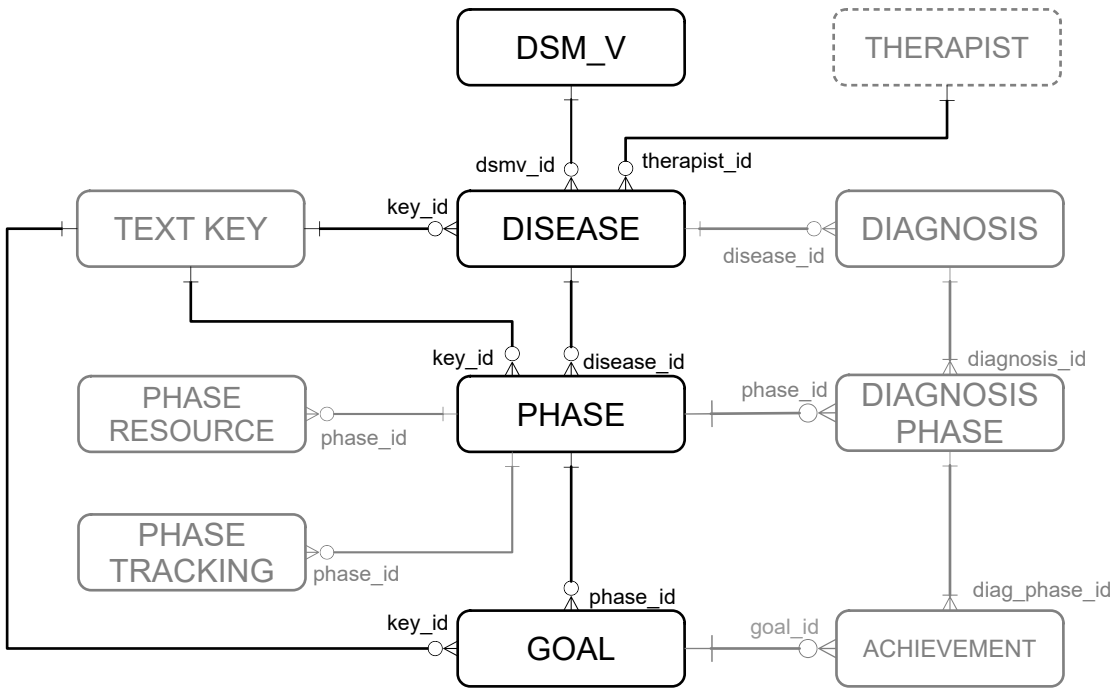 DSM_V
THERAPIST
dsmv_id
therapist_id
key_id
TEXT KEY
DISEASE
DIAGNOSIS
disease_id
key_id
disease_id
diagnosis_id
PHASE
RESOURCE
phase_id
PHASE
phase_id
DIAGNOSIS
PHASE
PHASE
TRACKING
phase_id
phase_id
diag_phase_id
key_id
GOAL
goal_id
ACHIEVEMENT